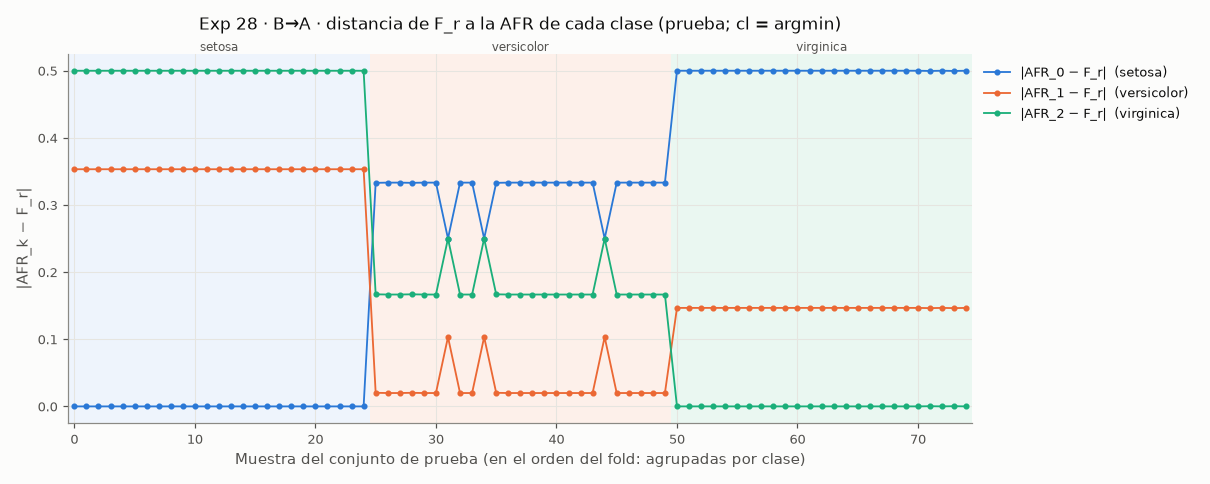 Exp 28 · B→A · distancia de F_r a la AFR de cada clase (prueba; cl = argmin)
setosa versicolor virginica
|AFR_0 − F_r| (setosa)
|AFR_1 − F_r| (versicolor)
|AFR_2 − F_r| (virginica)
|AFR_k − F_r|
0.5
0.4
0.3
0.2
0.1
0.0
0 10 20 30 40 50 60 70
Muestra del conjunto de prueba (en el orden del fold: agrupadas por clase)